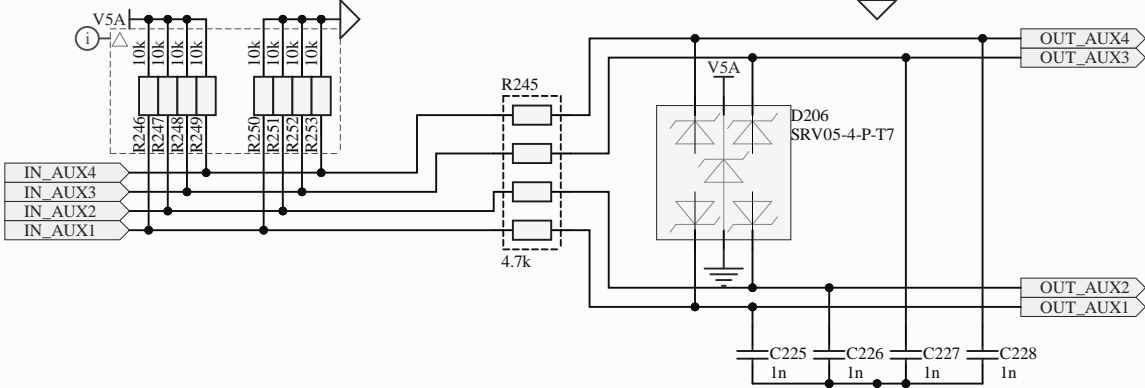 V5A
i
10k
10k
10k
10k
10k
10k
10k
10k
R246
R247
R248
R249
R250
R251
R252
R253
IN_AUX4
IN_AUX3
IN_AUX2
IN_AUX1
R245
4.7k
V5A
D206
SRV05-4-P-T7
OUT_AUX4
OUT_AUX3
OUT_AUX2
OUT_AUX1
C225
1n
C226
1n
C227
1n
C228
1n